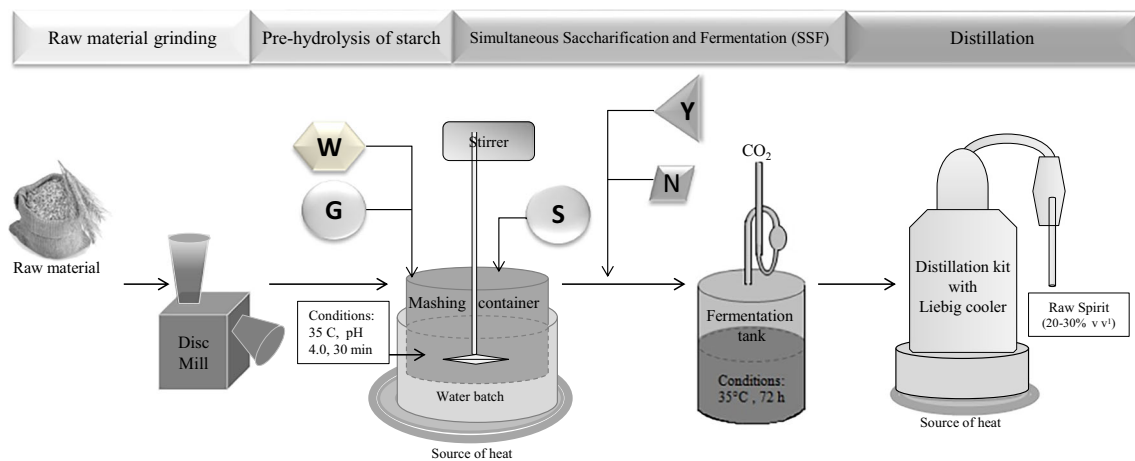 Raw material grinding
Pre-hydrolysis of starch
Simultaneous Saccharification and Fermentation (SSF)
Distillation
W
G
Stirrer
S
Y
N
CO2
Raw material
Disc
Mill
Conditions:
35 C, pH
4.0, 30 min
Mashing container
Water batch
Source of heat
Fermentation
tank
Conditions:
35°C , 72 h
Distillation kit
with
Liebig cooler
Source of heat
Raw Spirit
(20-30% v v¹)